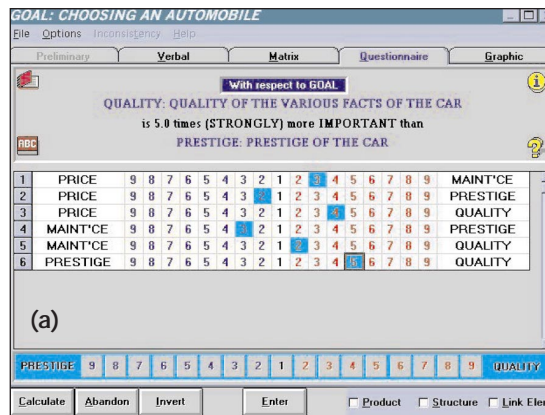 GOAL: CHOOSING AN AUTOMOBILE
File Options Inconsistency Help
Preliminary Verbal Matrix Questionnaire Graphic
With respect to GOAL
QUALITY: QUALITY OF THE VARIOUS FACTS OF THE CAR
is 5.0 times (STRONGLY) more IMPORTANT than
ABC
PRESTIGE: PRESTIGE OF THE CAR
1 PRICE 9 8 7 6 5 4 3 2 1 2 3 4 5 6 7 8 9 MAINT'CE
2 PRICE 9 8 7 6 5 4 3 2 1 2 3 4 5 6 7 8 9 PRESTIGE
3 PRICE 9 8 7 6 5 4 3 2 1 2 3 4 5 6 7 8 9 QUALITY
4 MAINT'CE 9 8 7 6 5 4 3 2 1 2 3 4 5 6 7 8 9 PRESTIGE
5 MAINT'CE 9 8 7 6 5 4 3 2 1 2 3 4 5 6 7 8 9 QUALITY
6 PRESTIGE 9 8 7 6 5 4 3 2 1 2 3 4 5 6 7 8 9 QUALITY
(a)
PRESTIGE 9 8 7 6 5 4 3 2 1 2 3 4 5 6 7 8 9 QUALITY
Calculate Abandon Invert Enter Product Structure Link Elem